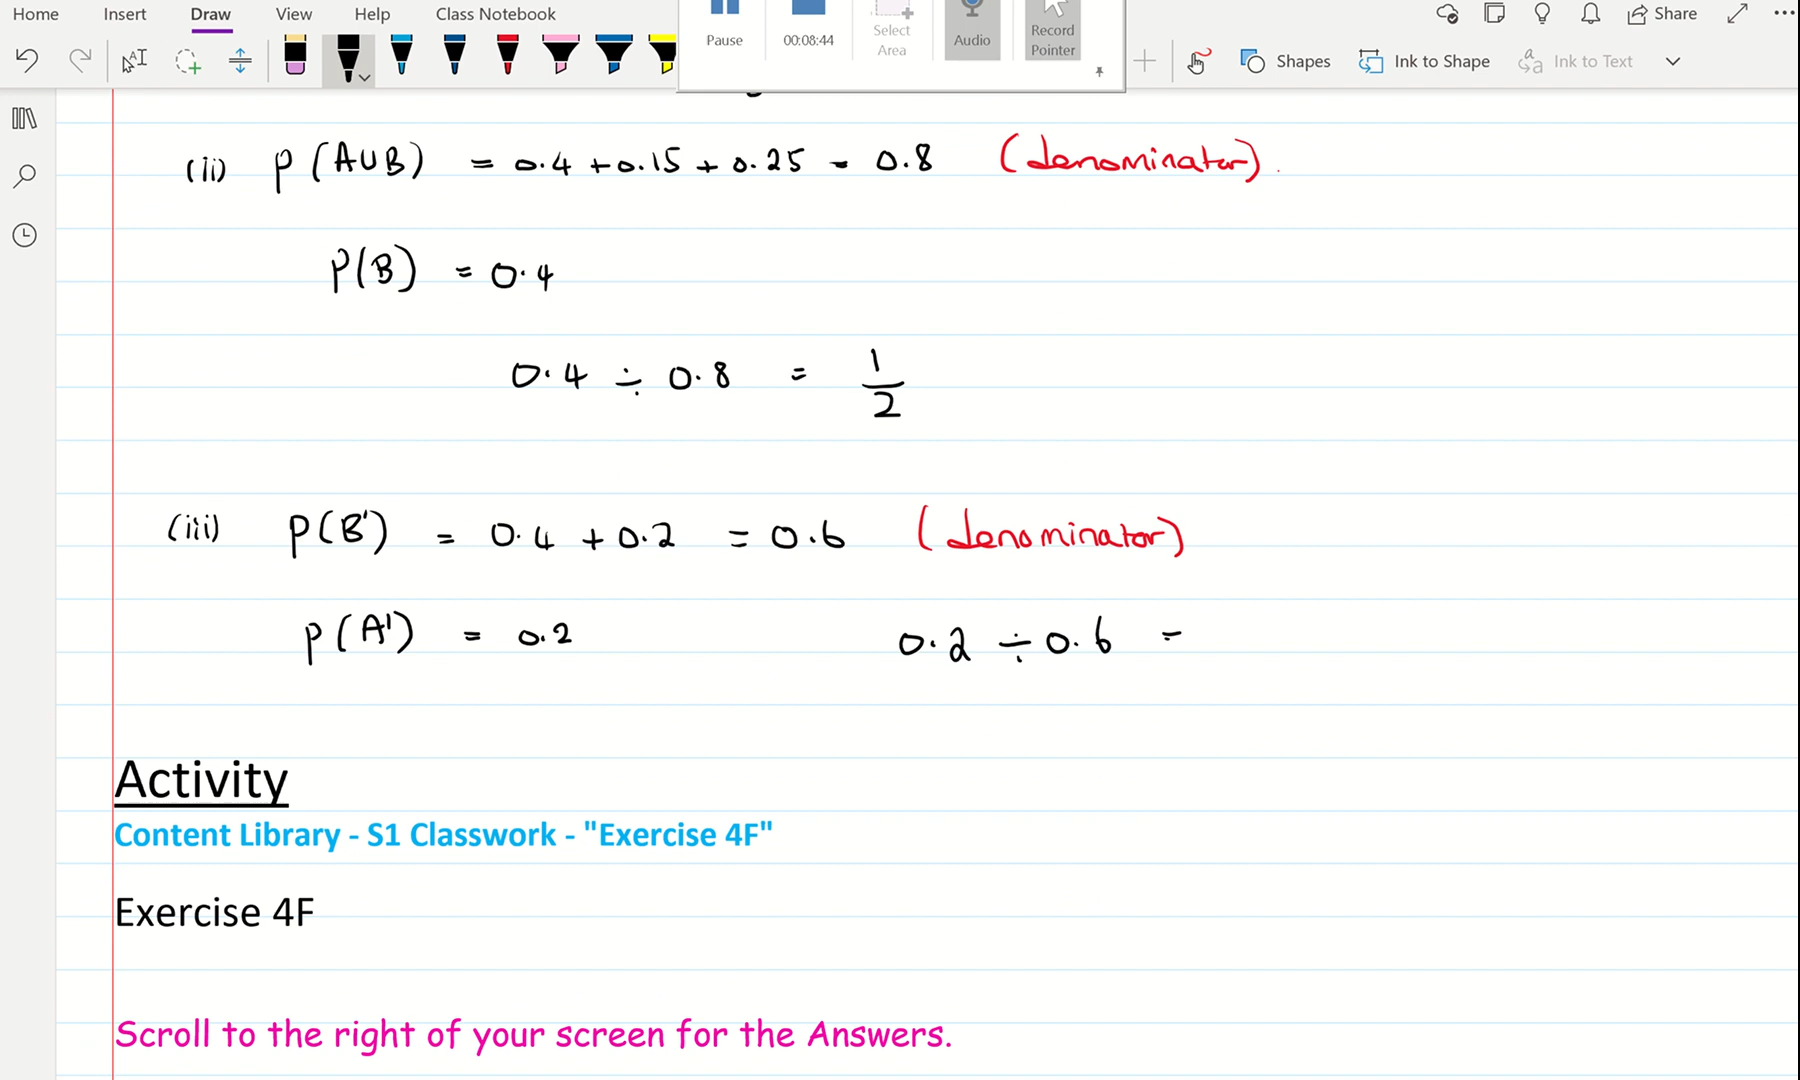 Home Insert Draw View Help Class Notebook
Pause
00:08:44
Select Area
Audio
Record Pointer
Share
Shapes
Ink to Shape
Ink to Text
(ii) P(A∪B) = 0.4 + 0.15 + 0.25 = 0.8 (denominator).
P(B) = 0.4
0.4 ÷ 0.8 = 1/2
(iii) P(B') = 0.4 + 0.2 = 0.6 (denominator)
P(A') = 0.2 0.2 ÷ 0.6 =
Activity
Content Library - S1 Classwork - "Exercise 4F"
Exercise 4F
Scroll to the right of your screen for the Answers.